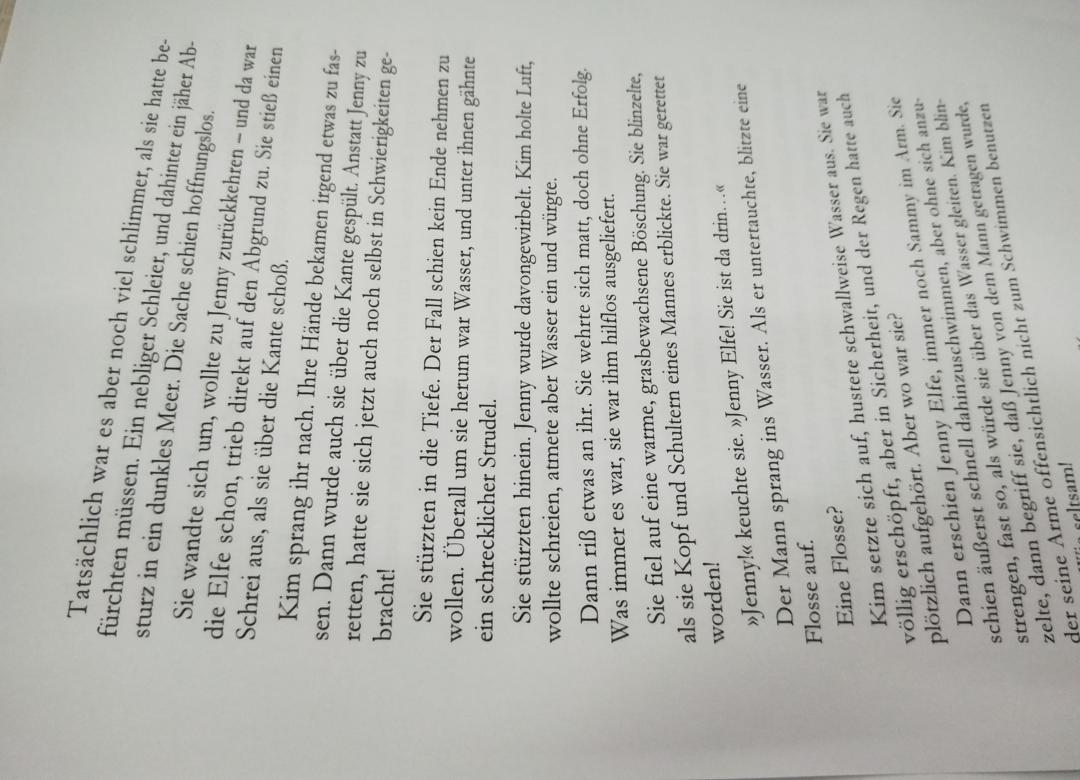 Tatsächlich war es aber noch viel schlimmer, als sie hatte be-
fürchten müssen. Ein nebliger Schleier, und dahinter ein jäher Ab-
sturz in ein dunkles Meer. Die Sache schien hoffnungslos.
Sie wandte sich um, wollte zu Jenny zurückkehren – und da war
die Elfe schon, trieb direkt auf den Abgrund zu. Sie stieß einen
Schrei aus, als sie über die Kante schoß.
Kim sprang ihr nach. Ihre Hände bekamen irgend etwas zu fas-
sen. Dann wurde auch sie über die Kante gespült. Anstatt Jenny zu
retten, hatte sie sich jetzt auch noch selbst in Schwierigkeiten ge-
bracht!
Sie stürzten in die Tiefe. Der Fall schien kein Ende nehmen zu
wollen. Überall um sie herum war Wasser, und unter ihnen gähnte
ein schrecklicher Strudel.
Sie stürzten hinein. Jenny wurde davongewirbelt. Kim holte Luft,
wollte schreien, atmete aber Wasser ein und würgte.
Dann riß etwas an ihr. Sie wehrte sich matt, doch ohne Erfolg.
Was immer es war, sie war ihm hilflos ausgeliefert.
Sie fiel auf eine warme, grasbewachsene Böschung. Sie blinzelte,
als sie Kopf und Schultern eines Mannes erblickte. Sie war gerettet
worden!
»Jenny!« keuchte sie. »Jenny Elfe! Sie ist da drin…«
Der Mann sprang ins Wasser. Als er untertauchte, blitzte eine
Flosse auf.
Eine Flosse?
Kim setzte sich auf, hustete schwallweise Wasser aus. Sie war
völlig erschöpft, aber in Sicherheit, und der Regen hatte auch
plötzlich aufgehört. Aber wo war sie?
Dann erschien Jenny Elfe, immer noch Sammy im Arm. Sie
schien äußerst schnell dahinzuschwimmen, aber ohne sich anzu-
strengen, fast so, als würde sie über das Wasser gleiten. Kim blin-
zelte, dann begriff sie, daß Jenny von dem Mann getragen wurde,
der seine Arme offensichtlich nicht zum Schwimmen benutzen
seltsam!